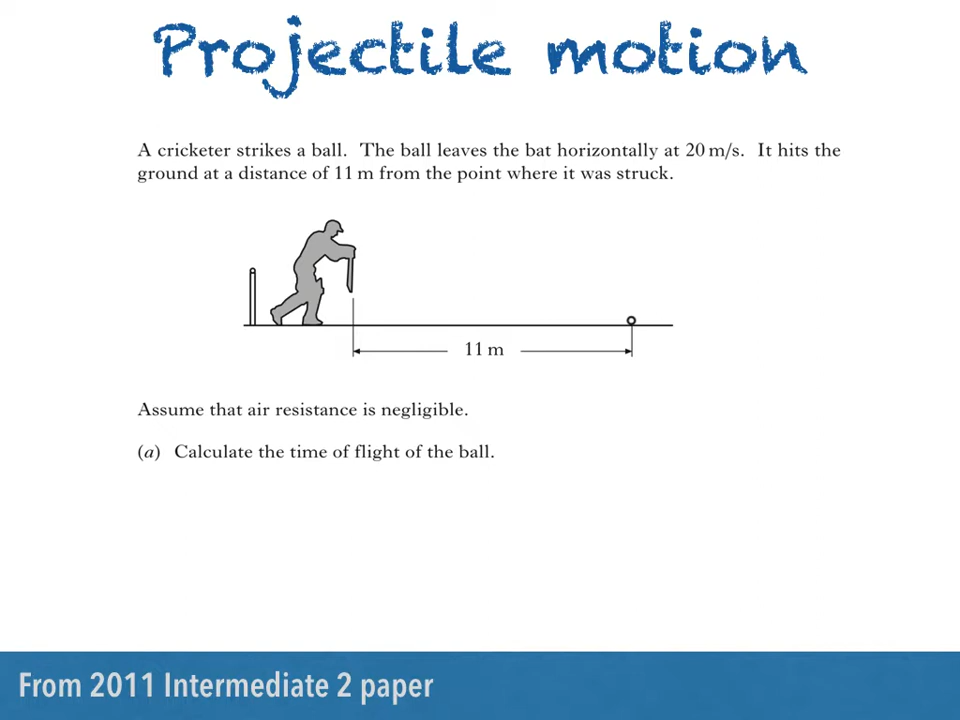 Projectile motion
A cricketer strikes a ball. The ball leaves the bat horizontally at 20 m/s. It hits the
ground at a distance of 11 m from the point where it was struck.
11 m
Assume that air resistance is negligible.
(a) Calculate the time of flight of the ball.
From 2011 Intermediate 2 paper